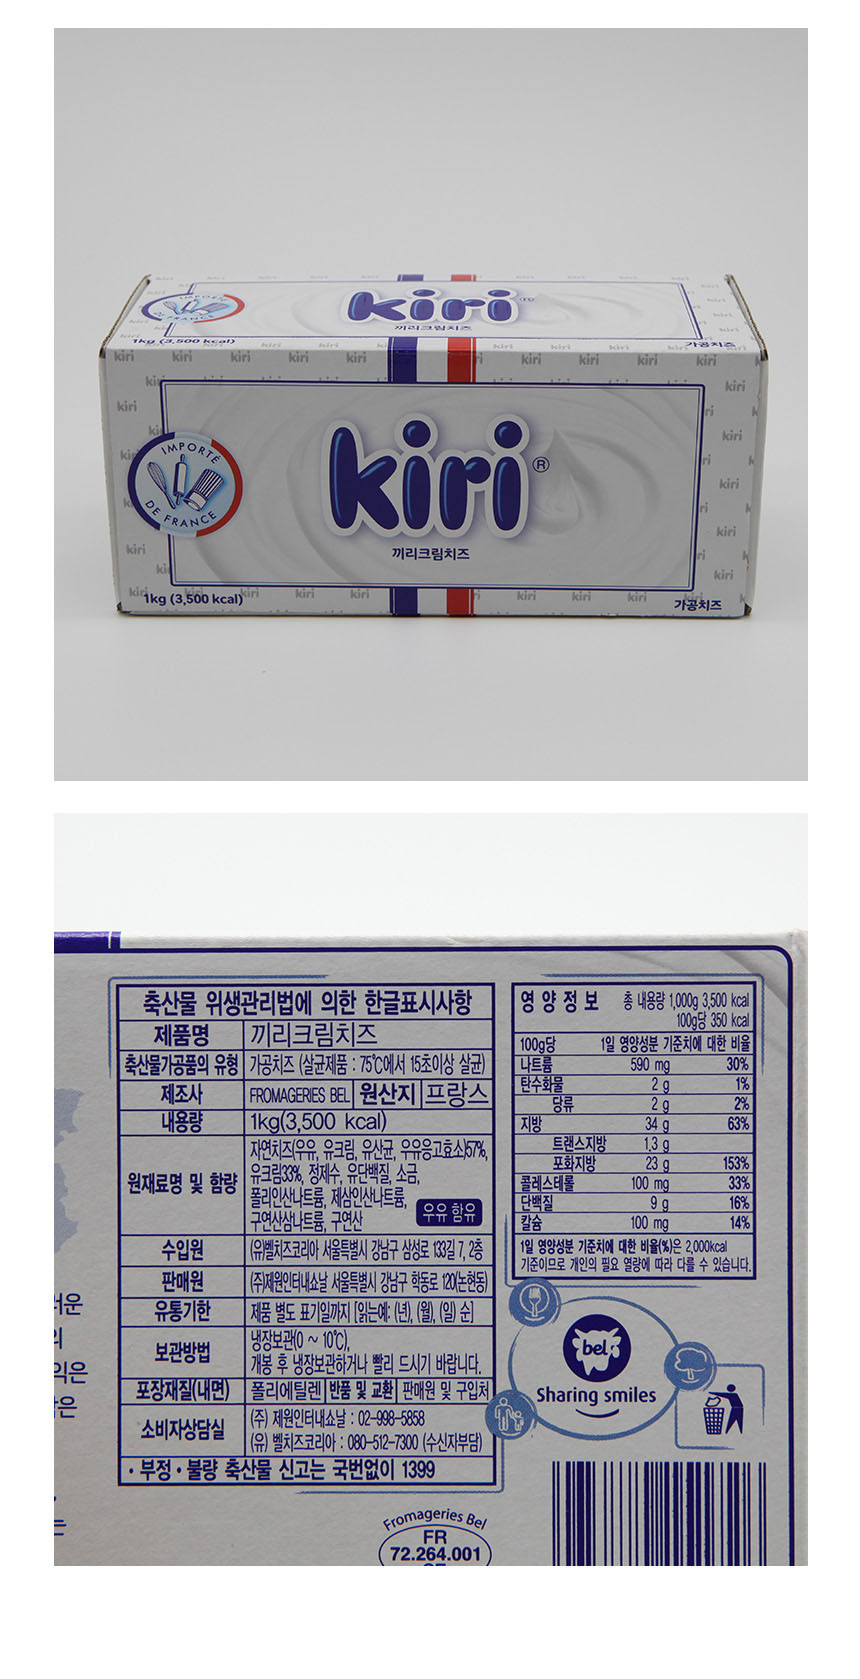 kiri®
끼리크림치즈
IMPORTÉ
DE FRANCE
1kg (3,500 kcal)
가공치즈
kiri kiri kiri kiri kiri kiri kiri kiri kiri kiri
kiri®
끼리크림치즈
IMPORTÉ
DE FRANCE
1kg (3,500 kcal)
가공치즈
축산물 위생관리법에 의한 한글표시사항
제품명 끼리크림치즈
축산물가공품의 유형 가공치즈 (살균제품 : 75℃에서 15초이상 살균)
제조사 FROMAGERIES BEL 원산지 프랑스
내용량 1kg(3,500 kcal)
원재료명 및 함량 자연치즈(우유, 유크림, 유산균, 우유응고효소)57%,
유크림33%, 정제수, 유단백질, 소금,
폴리인산나트륨, 제삼인산나트륨,
구연산삼나트륨, 구연산
우유 함유
수입원 (유)벨치즈코리아 서울특별시 강남구 삼성로 133길 7, 2층
판매원 (주)제원인터내쇼날 서울특별시 강남구 학동로 120(논현동)
유통기한 제품 별도 표기일까지 [읽는예: (년), (월), (일) 순]
보관방법 냉장보관(0 ~ 10℃),
개봉 후 냉장보관하거나 빨리 드시기 바랍니다.
포장재질(내면) 폴리에틸렌 반품 및 교환 판매원 및 구입처
소비자상담실 (주) 제원인터내쇼날 : 02-998-5858
(유) 벨치즈코리아 : 080-512-7300 (수신자부담)
• 부정 • 불량 축산물 신고는 국번없이 1399
영양정보 총 내용량 1,000g 3,500 kcal
100g당 350 kcal
100g당 1일 영양성분 기준치에 대한 비율
나트륨 590 mg 30%
탄수화물 2 g 1%
당류 2 g 2%
지방 34 g 63%
트랜스지방 1.3 g
포화지방 23 g 153%
콜레스테롤 100 mg 33%
단백질 9 g 16%
칼슘 100 mg 14%
1일 영양성분 기준치에 대한 비율(%)은 2,000kcal
기준이므로 개인의 필요 열량에 따라 다를 수 있습니다.
bel
Sharing smiles
Fromageries Bel
FR
72.264.001